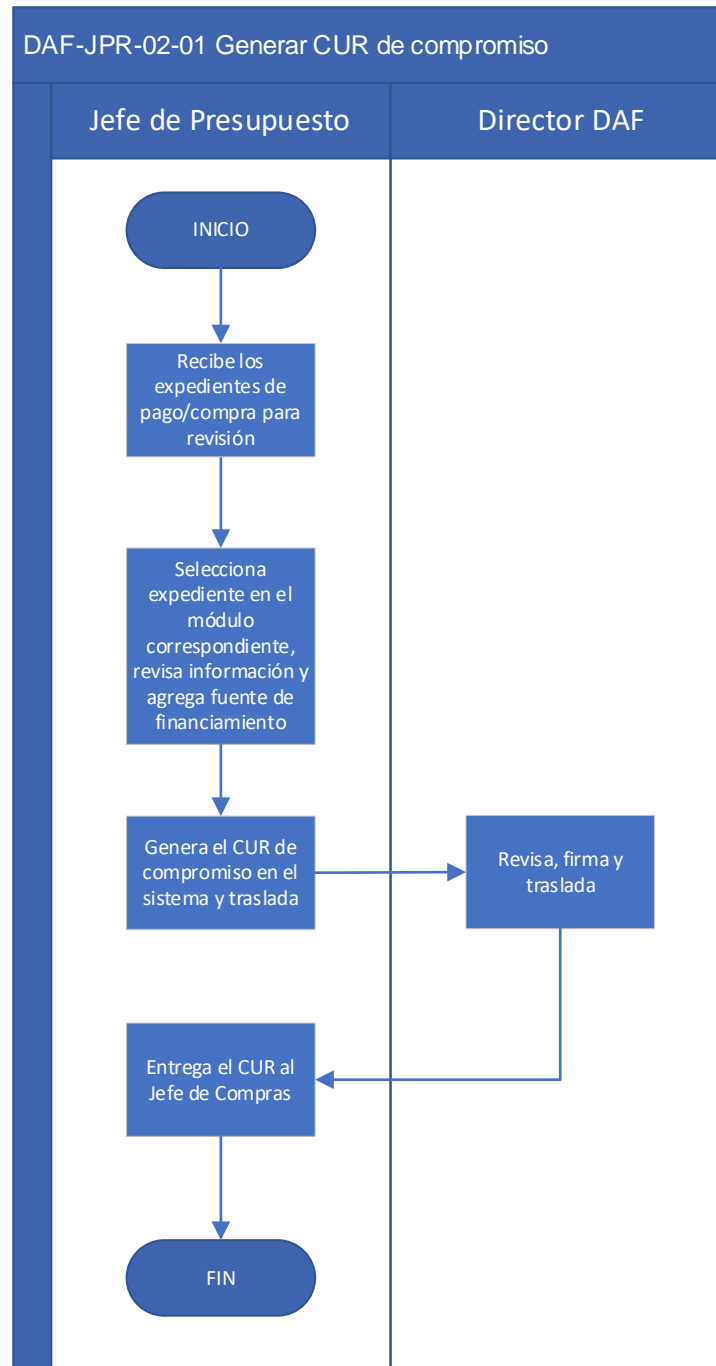 DAF-JPR-02-01 Generar CUR de compromiso
Jefe de Presupuesto
Director DAF
INICIO
Recibe los
expedientes de
pago/compra para
revisión
Selecciona
expediente en el
módulo
correspondiente,
revisa información y
agrega fuente de
financiamiento
Genera el CUR de
compromiso en el
sistema y traslada
Revisa, firma y
traslada
Entrega el CUR al
Jefe de Compras
FIN